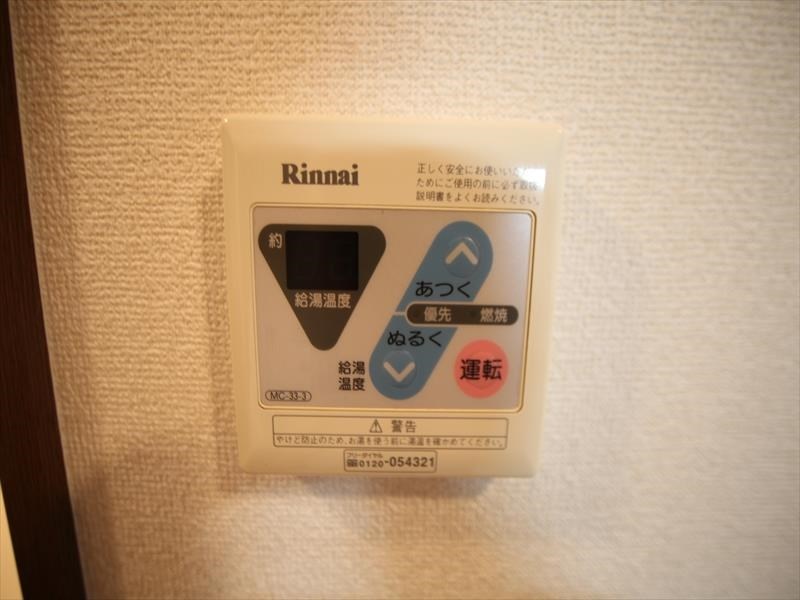 Rinnai
正しく安全にお使いいただく
ためにご使用の前に必ず取扱
説明書をよくお読みください。
約
給湯温度
あつく
優先 燃焼
ぬるく
給湯
温度
運転
MC-33-3
⚠ 警告
やけど防止のため、お湯を使う前に湯温を確かめてください。
フリーダイヤル
0120-054321